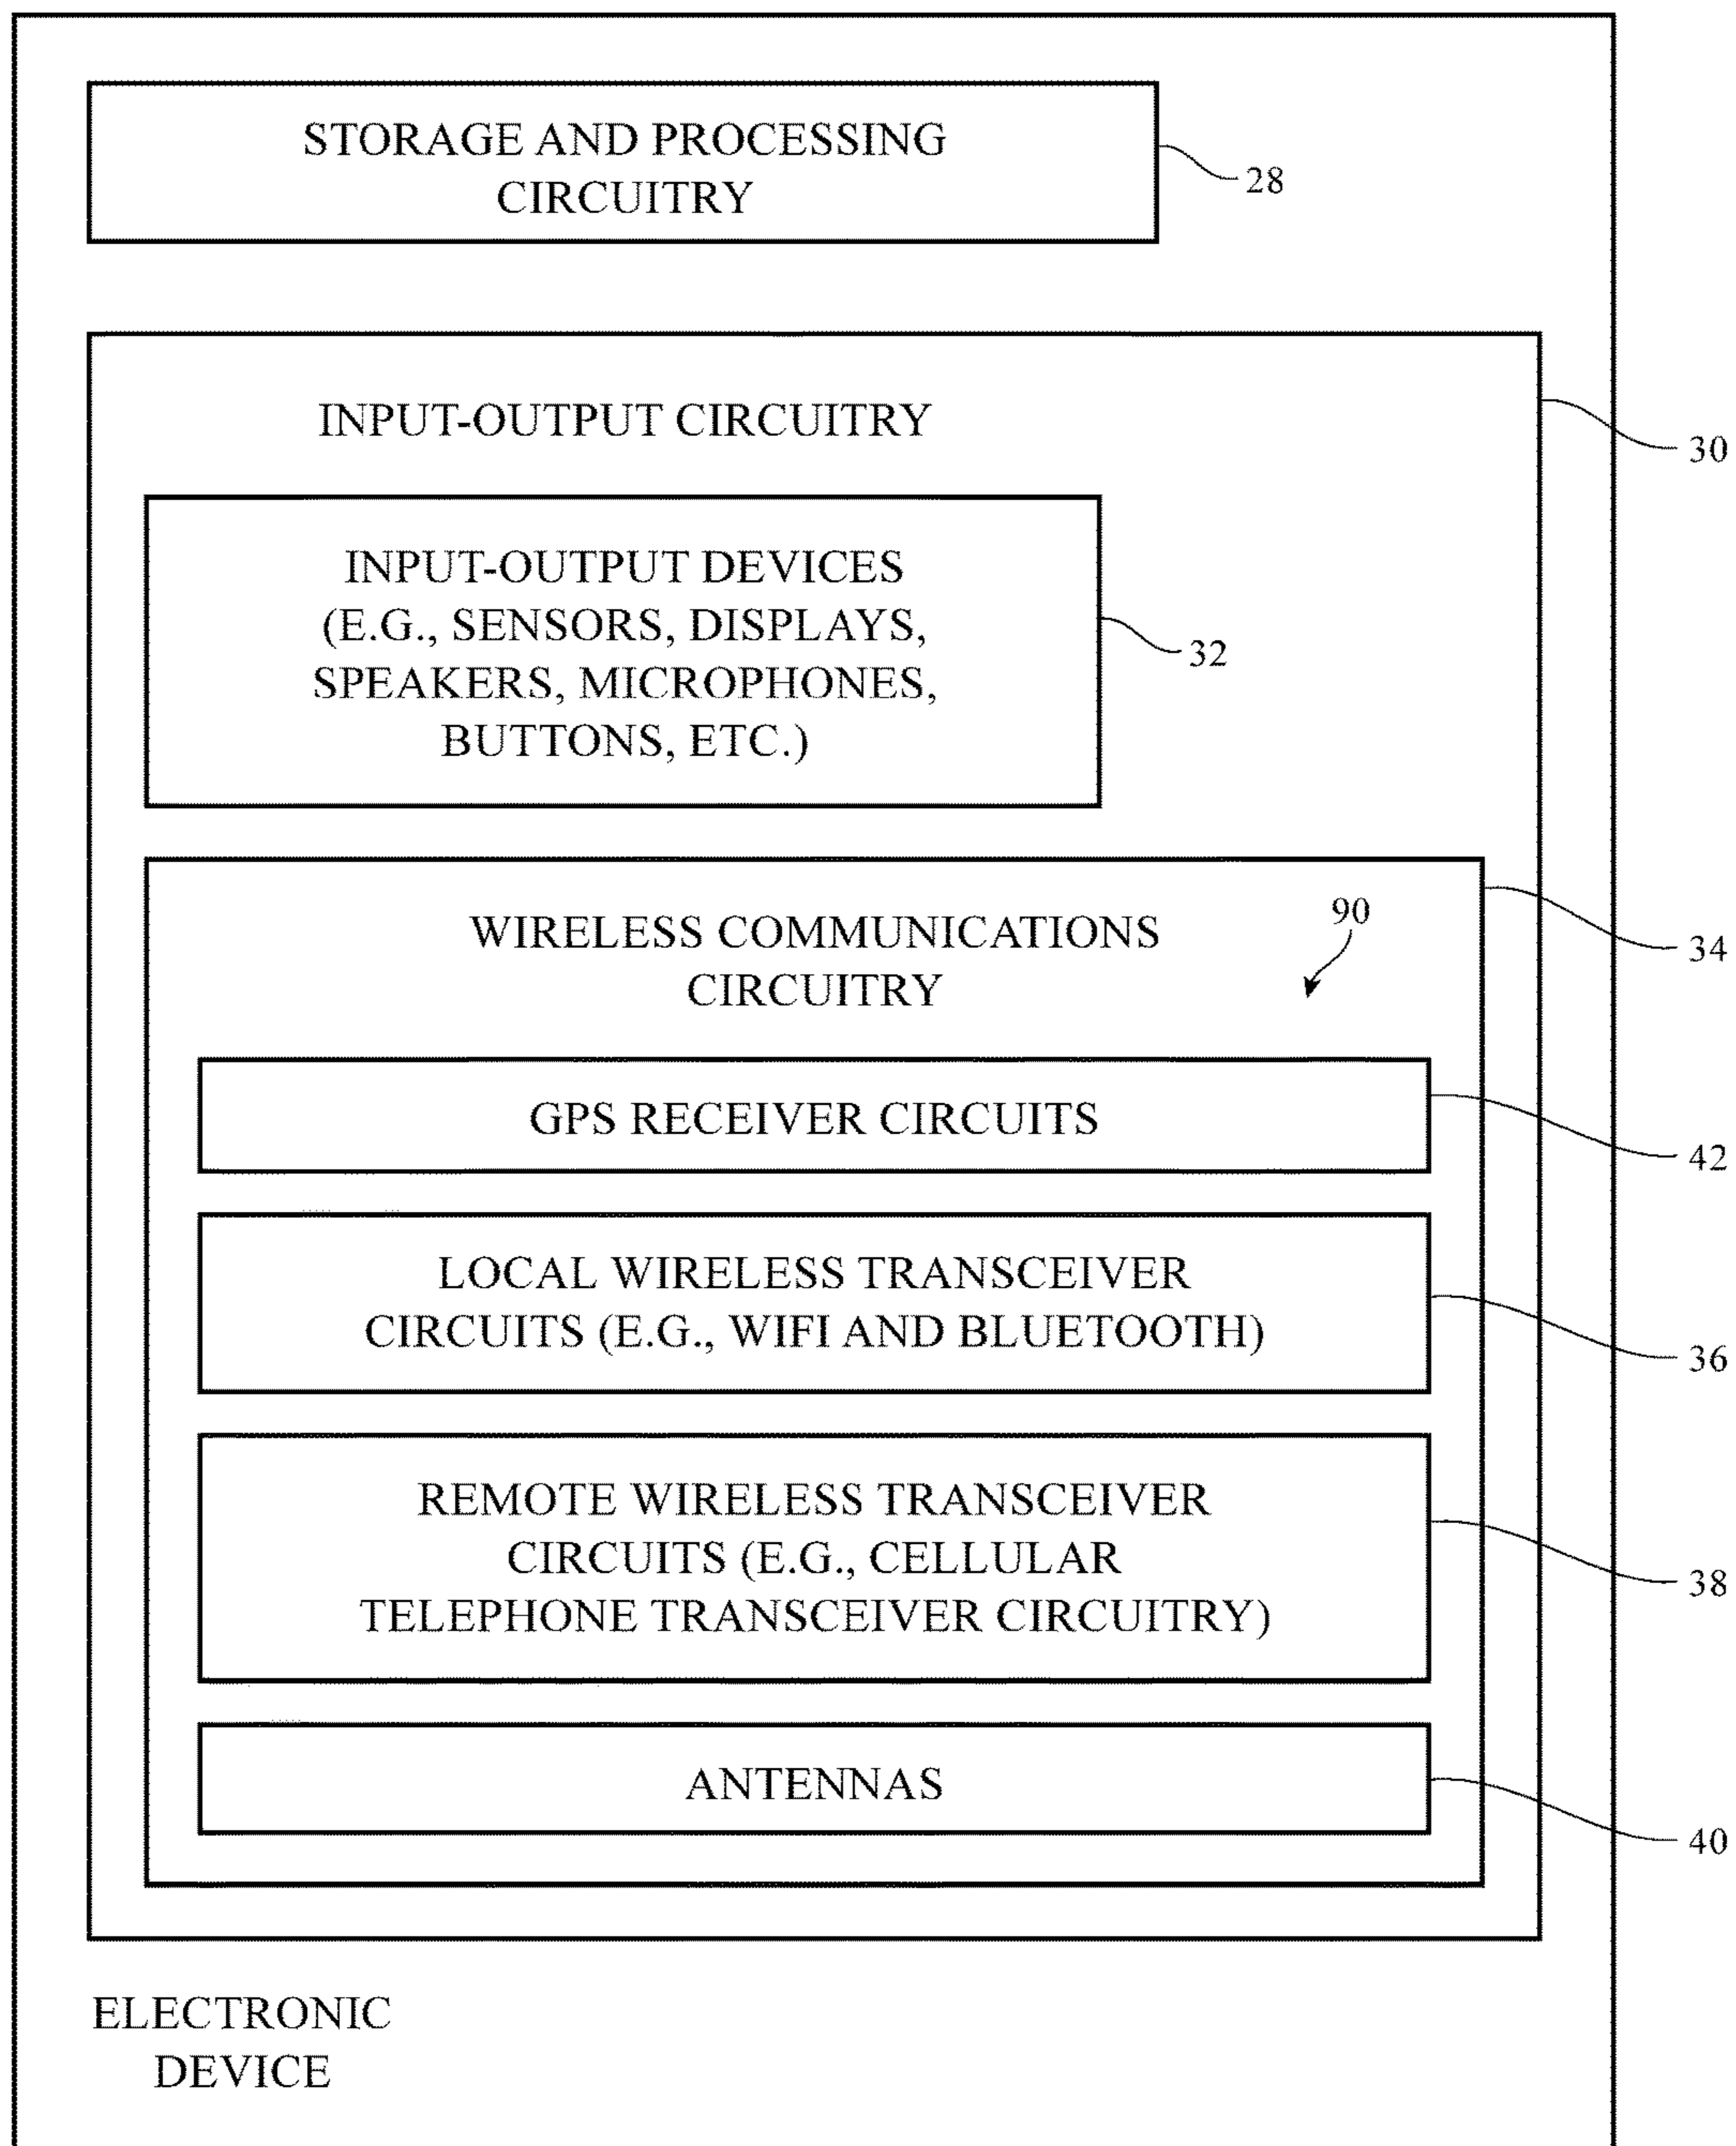 STORAGE AND PROCESSING
CIRCUITRY
28
INPUT-OUTPUT CIRCUITRY
30
INPUT-OUTPUT DEVICES
(E.G., SENSORS, DISPLAYS,
SPEAKERS, MICROPHONES,
BUTTONS, ETC.)
32
WIRELESS COMMUNICATIONS
CIRCUITRY
90
34
GPS RECEIVER CIRCUITS
42
LOCAL WIRELESS TRANSCEIVER
CIRCUITS (E.G., WIFI AND BLUETOOTH)
36
REMOTE WIRELESS TRANSCEIVER
CIRCUITS (E.G., CELLULAR
TELEPHONE TRANSCEIVER CIRCUITRY)
38
ANTENNAS
40
ELECTRONIC
DEVICE